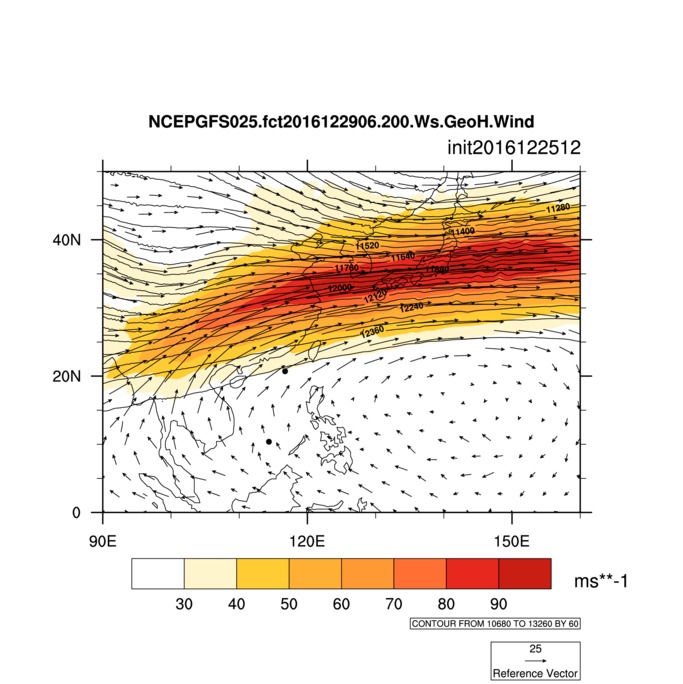 NCEPGFS025.fct2016122906.200.Ws.GeoH.Wind
init2016122512
11280
11400
40N
11520
11640
11760
11880
12000
12120
12240
12360
20N
0
90E 120E 150E
ms**-1
30 40 50 60 70 80 90
CONTOUR FROM 10680 TO 13260 BY 60
25
Reference Vector